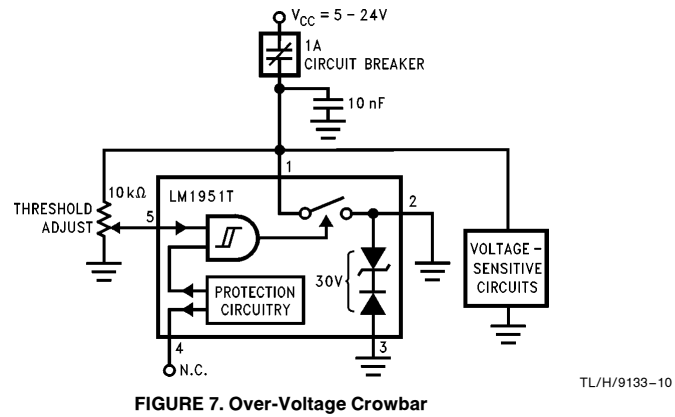 VCC = 5 – 24V
1A
CIRCUIT BREAKER
10 nF
1
10kΩ
LM1951T
THRESHOLD
ADJUST
5
2
VOLTAGE –
SENSITIVE
CIRCUITS
30V
PROTECTION
CIRCUITRY
4
3
N.C.
TL/H/9133–10
FIGURE 7. Over-Voltage Crowbar